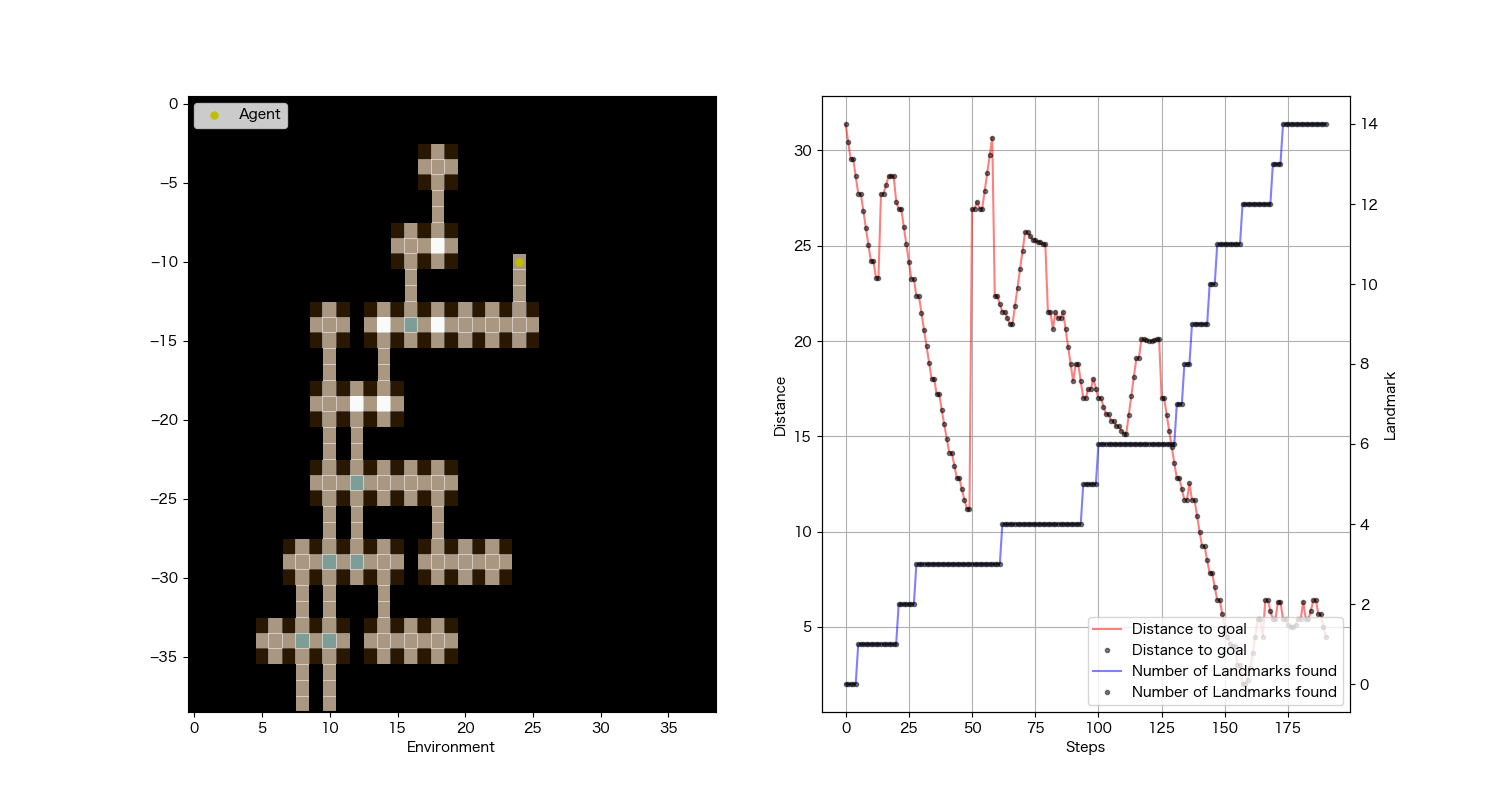 Agent
0
−5
−10
−15
−20
−25
−30
−35
0 5 10 15 20 25 30 35
Environment
Distance
30
25
20
15
10
5
14
12
10
8
6
4
2
0
Landmark
Distance to goal
Distance to goal
Number of Landmarks found
Number of Landmarks found
0 25 50 75 100 125 150 175
Steps